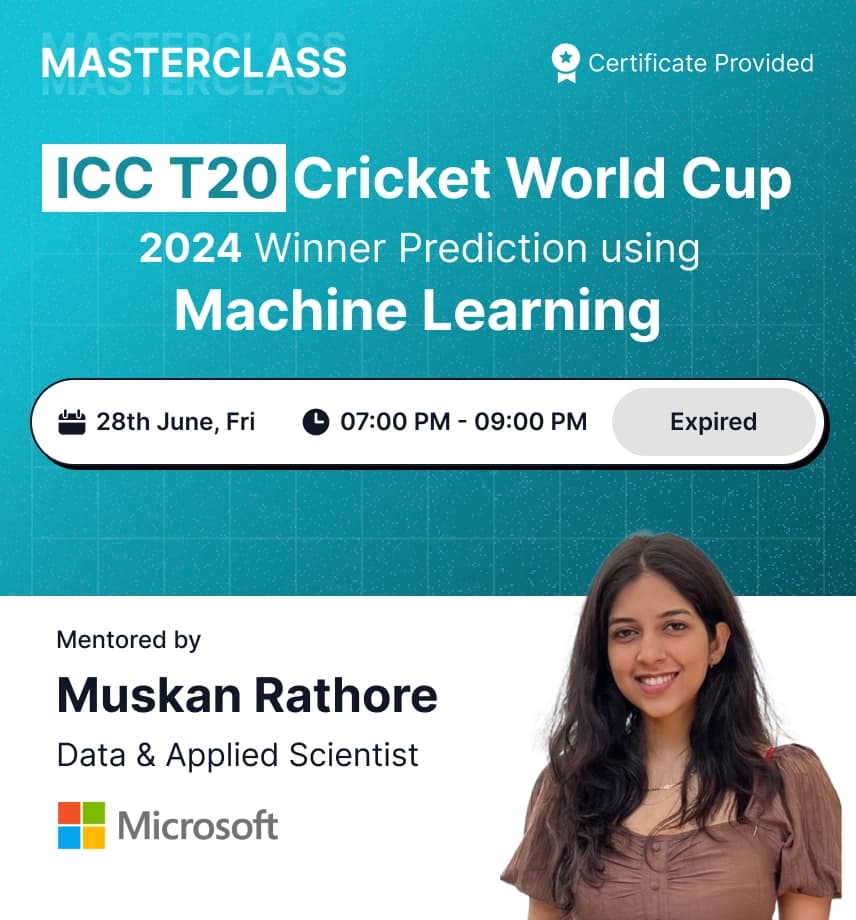 MASTERCLASS
Certificate Provided
ICC T20 Cricket World Cup
2024 Winner Prediction using
Machine Learning
28th June, Fri 07:00 PM - 09:00 PM Expired
Mentored by
Muskan Rathore
Data & Applied Scientist
Microsoft